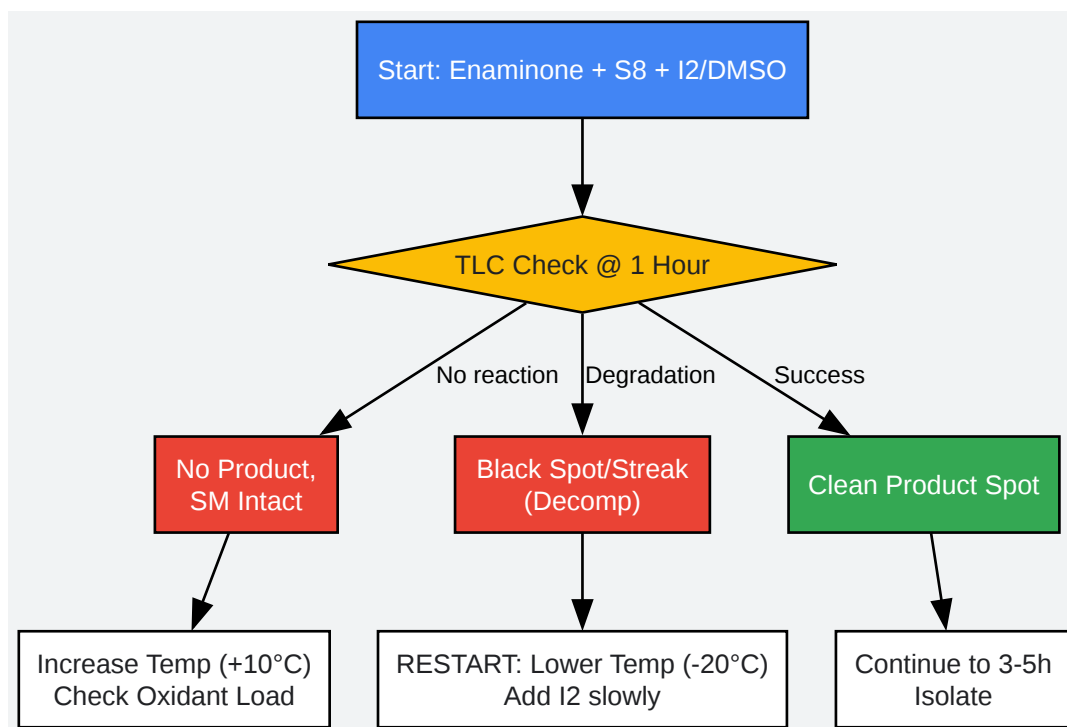 Start: Enaminone + S8 + I2/DMSO
TLC Check @ 1 Hour
No reaction
Degradation
Success
No Product,
SM Intact
Black Spot/Streak
(Decomp)
Clean Product Spot
Increase Temp (+10°C)
Check Oxidant Load
RESTART: Lower Temp (-20°C)
Add I2 slowly
Continue to 3-5h
Isolate